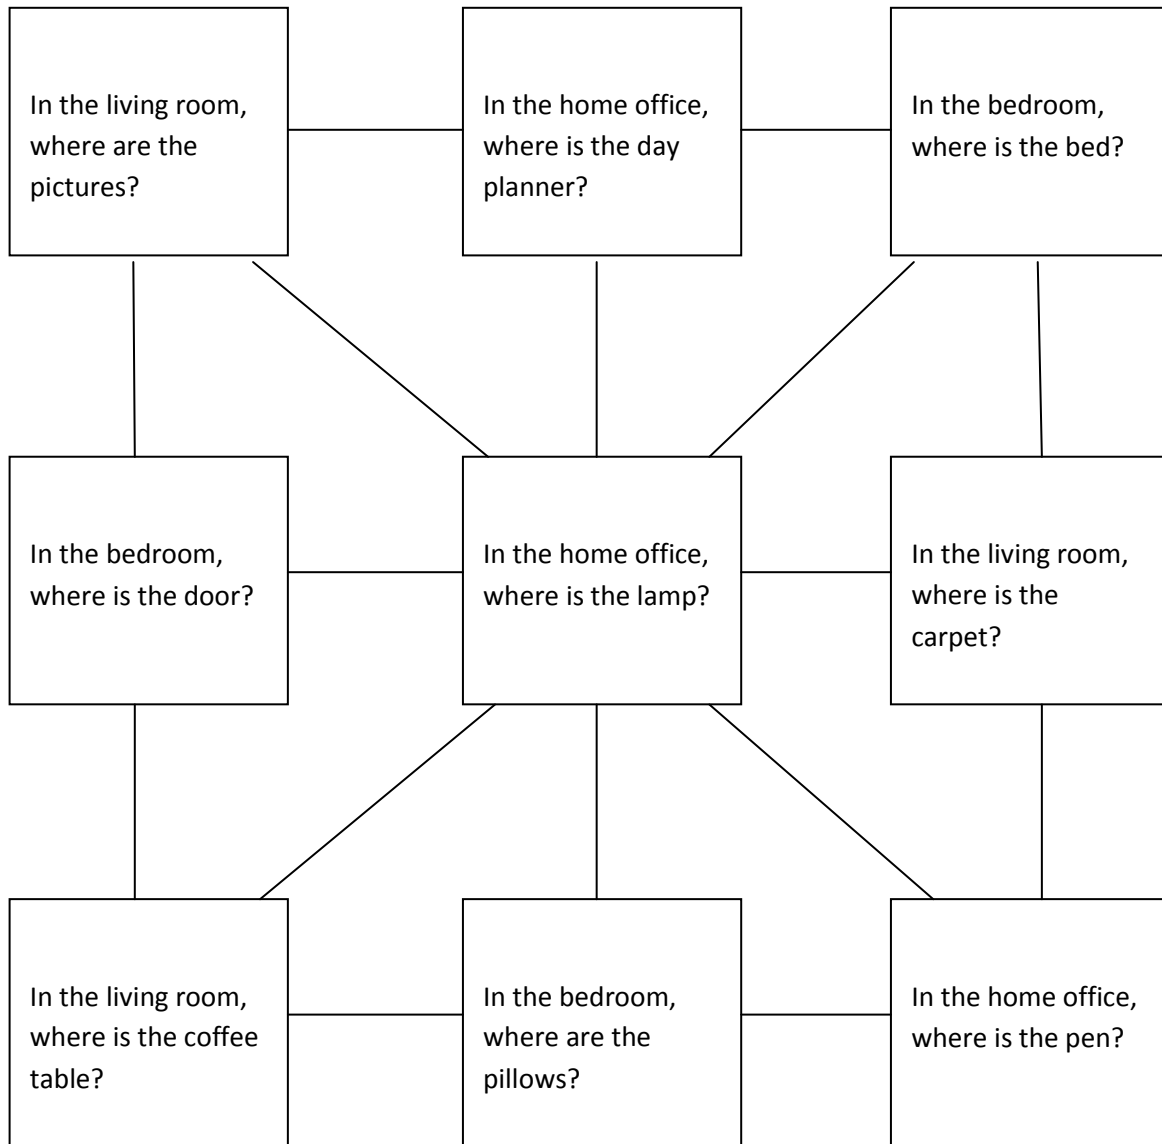 In the living room,
where are the
pictures?
In the home office,
where is the day
planner?
In the bedroom,
where is the bed?
In the bedroom,
where is the door?
In the home office,
where is the lamp?
In the living room,
where is the
carpet?
In the living room,
where is the coffee
table?
In the bedroom,
where are the
pillows?
In the home office,
where is the pen?